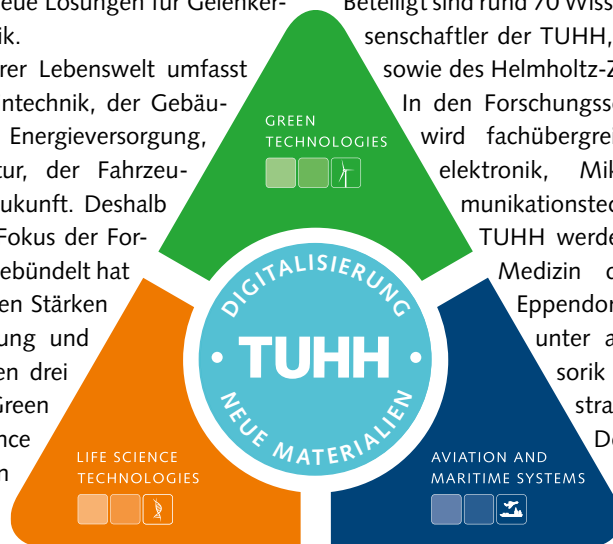 neue Lösungen für Gelenker-
ik.
rer Lebenswelt umfasst
ntechnik, der Gebäu-
Energieversorgung,
tur, der Fahrzeu-
ukunft. Deshalb
Fokus der For-
ebündelt hat
en Stärken
ung und
en drei
Green
nce
n
GREEN
TECHNOLOGIES
DIGITALISIERUNG
• TUHH •
NEUE MATERIALIEN
LIFE SCIENCE
TECHNOLOGIES
AVIATION AND
MARITIME SYSTEMS
Beteiligt sind rund 70 Wiss
senschaftler der TUHH,
sowie des Helmholtz-Z
In den Forschungss
wird fachübergrei
elektronik, Mik
munikationstec
TUHH werde
Medizin d
Eppendor
unter a
sorik
stra
De